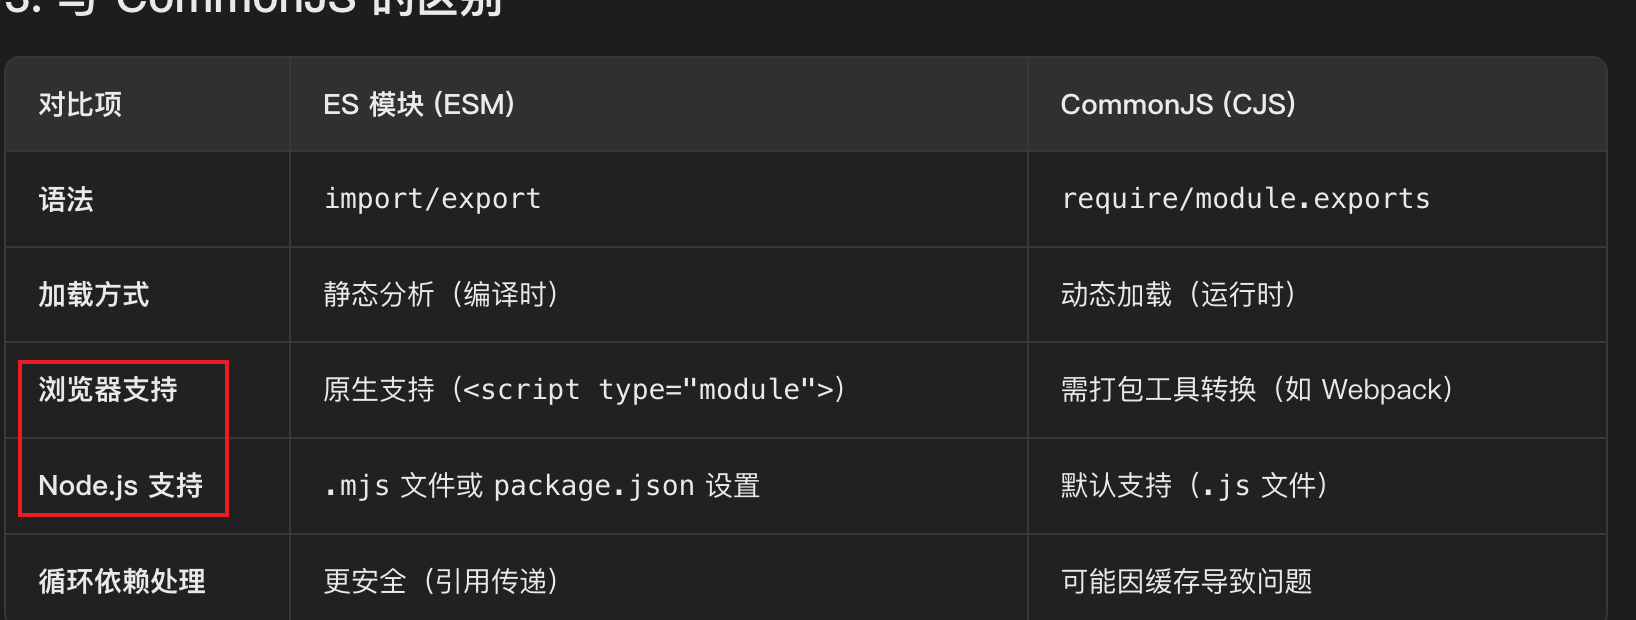 3. 与 CommonJS 的区别
对比项 ES 模块 (ESM) CommonJS (CJS)
语法 import/export require/module.exports
加载方式 静态分析（编译时） 动态加载（运行时）
浏览器支持 原生支持（<script type="module">） 需打包工具转换（如 Webpack）
Node.js 支持 .mjs 文件或 package.json 设置 默认支持（.js 文件）
循环依赖处理 更安全（引用传递） 可能因缓存导致问题